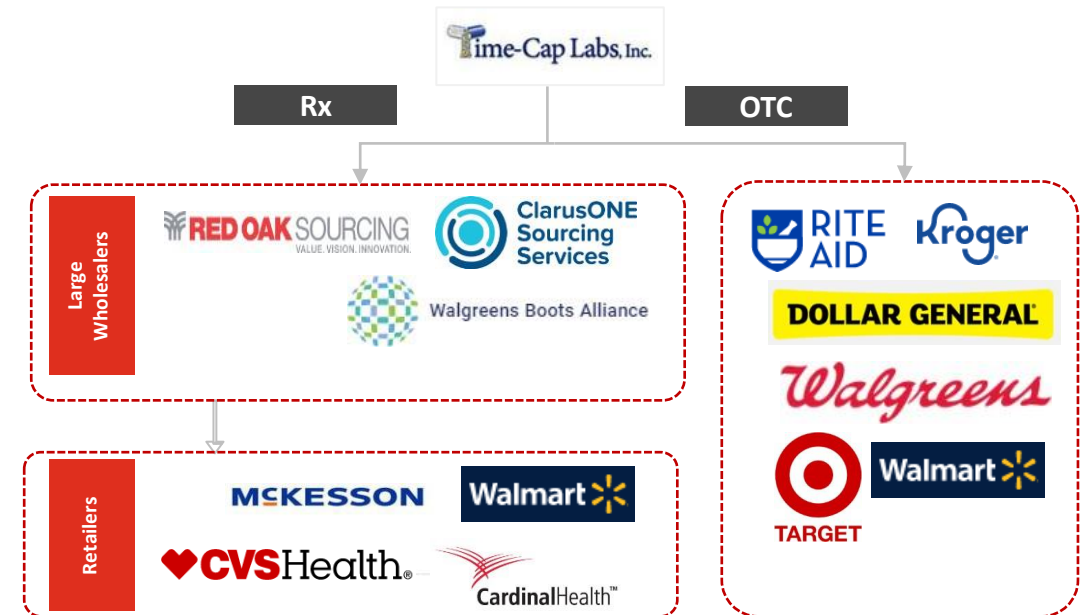 Time-Cap Labs, Inc.
Rx
OTC
Large
Wholesalers
RED OAK SOURCING
VALUE. VISION. INNOVATION.
ClarusONE
Sourcing
Services
Walgreens Boots Alliance
Retailers
MCKESSON
Walmart
CVSHealth®
CardinalHealth™
RITE
AID
Kroger
DOLLAR GENERAL
Walgreens
TARGET
Walmart